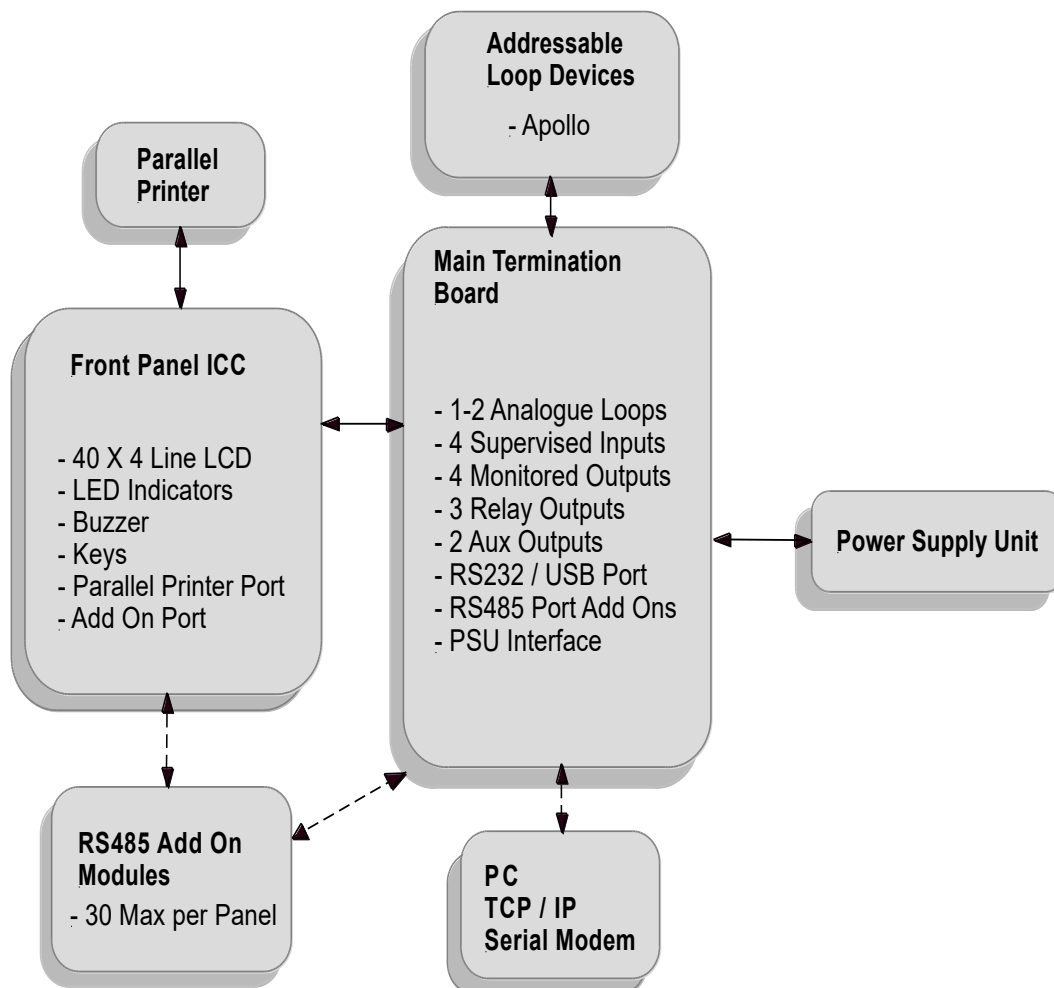 Addressable
Loop Devices
- Apollo
Parallel
Printer
Main Termination
Board
- 1-2 Analogue Loops
- 4 Supervised Inputs
- 4 Monitored Outputs
- 3 Relay Outputs
- 2 Aux Outputs
- RS232 / USB Port
- RS485 Port Add Ons
- PSU Interface
Front Panel ICC
- 40 X 4 Line LCD
- LED Indicators
- Buzzer
- Keys
- Parallel Printer Port
- Add On Port
Power Supply Unit
RS485 Add On
Modules
- 30 Max per Panel
PC
TCP / IP
Serial Modem